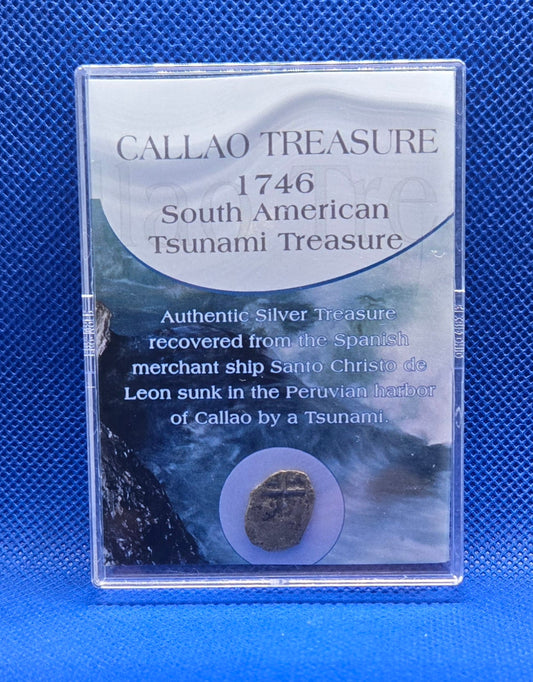 CALLAO TREASURE
1746
South American
Tsunami Treasure
Authentic Silver Treasure
recovered from the Spanish
merchant ship Santo Christo de
Leon sunk in the Peruvian harbor
of Callao by a Tsunami.